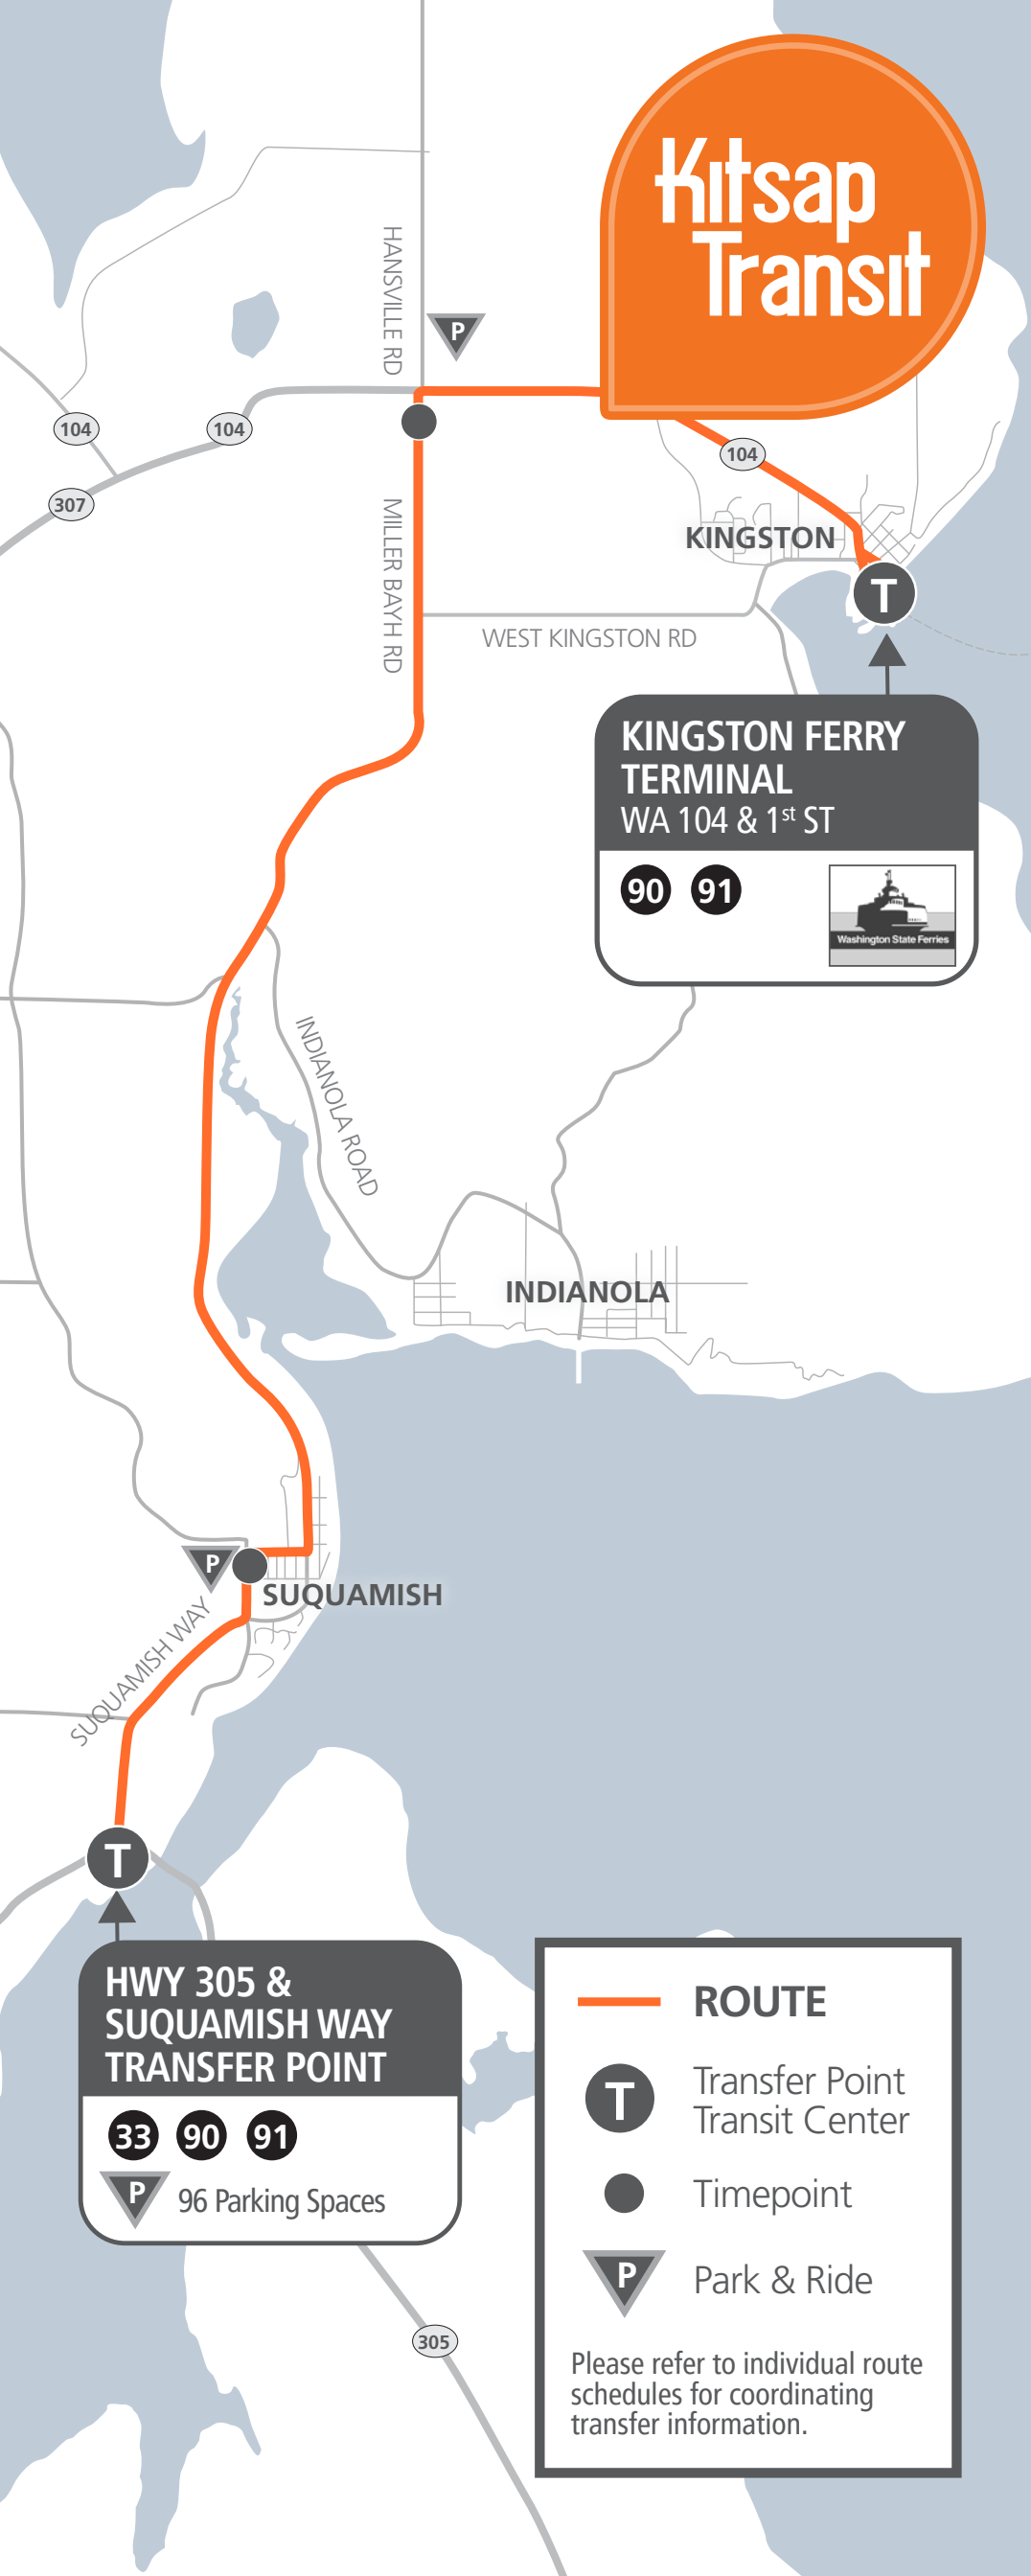 Kitsap
Transit
HANSVILLE RD
P
104
104
104
307
MILLER BAYH RD
KINGSTON
T
WEST KINGSTON RD
KINGSTON FERRY
TERMINAL
WA 104 & 1st ST
90 91
Washington State Ferries
INDIANOLA ROAD
INDIANOLA
P
SUQUAMISH
SUQUAMISH WAY
T
HWY 305 &
SUQUAMISH WAY
TRANSFER POINT
33 90 91
P 96 Parking Spaces
305
ROUTE
T Transfer Point
Transit Center
Timepoint
P Park & Ride
Please refer to individual route
schedules for coordinating
transfer information.